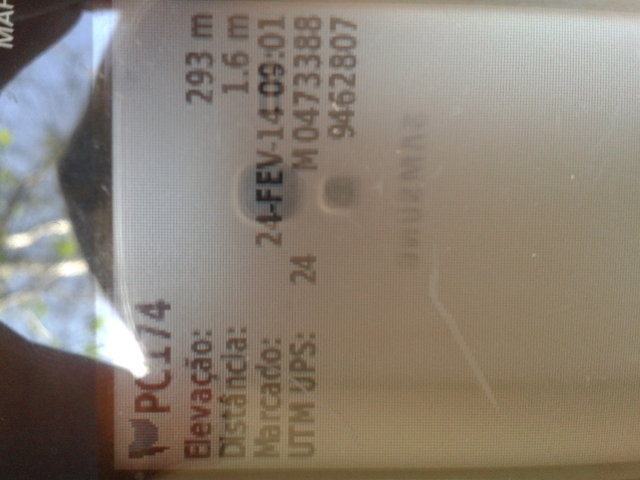 PC174
Elevação: 293 m
Distância: 1.6 m
Marcado: 24-FEV-14 09:01
UTM UPS: 24 M 0473388
9462807